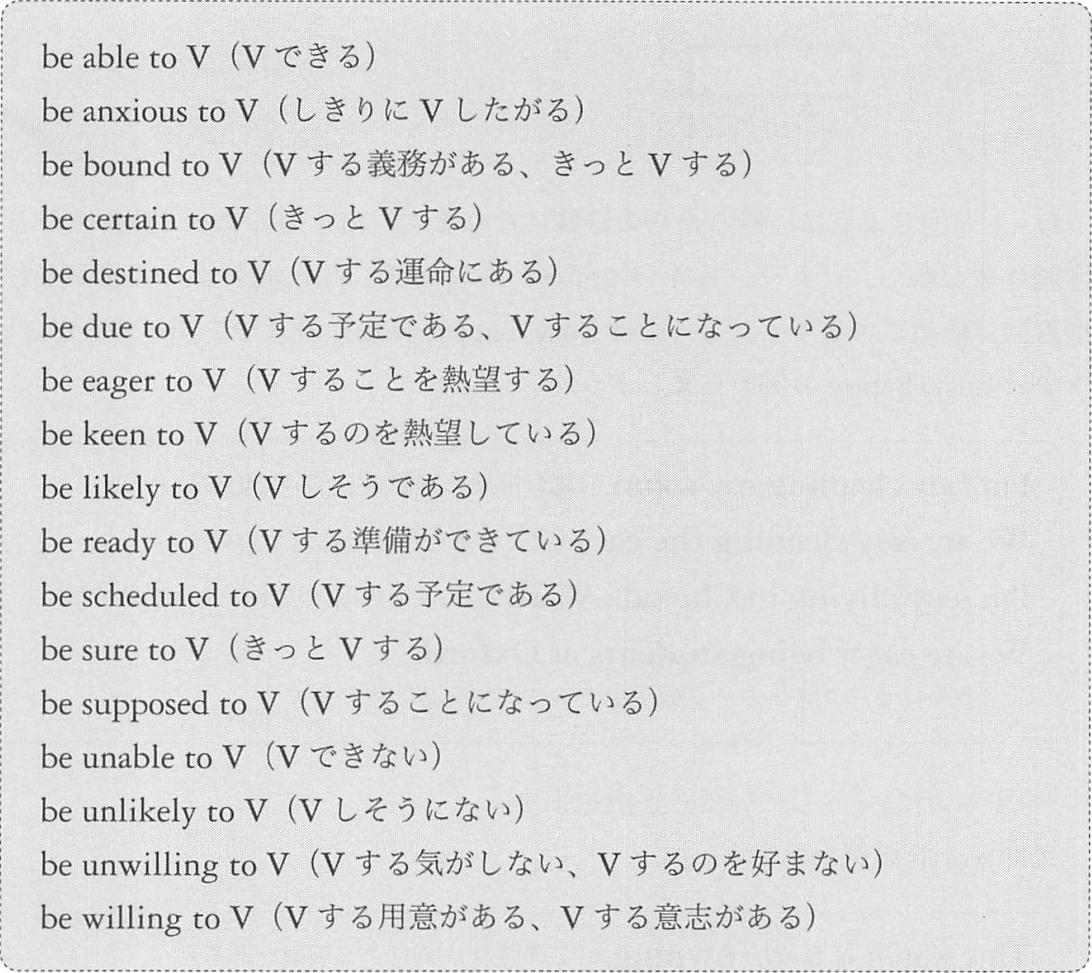 be able to V（V できる）
be anxious to V（しきりに V したがる）
be bound to V（V する義務がある、きっと V する）
be certain to V（きっと V する）
be destined to V（V する運命にある）
be due to V（V する予定である、V することになっている）
be eager to V（V することを熱望する）
be keen to V（V するのを熱望している）
be likely to V（V しそうである）
be ready to V（V する準備ができている）
be scheduled to V（V する予定である）
be sure to V（きっと V する）
be supposed to V（V することになっている）
be unable to V（V できない）
be unlikely to V（V しそうにない）
be unwilling to V（V する気がしない、V するのを好まない）
be willing to V（V する用意がある、V する意志がある）